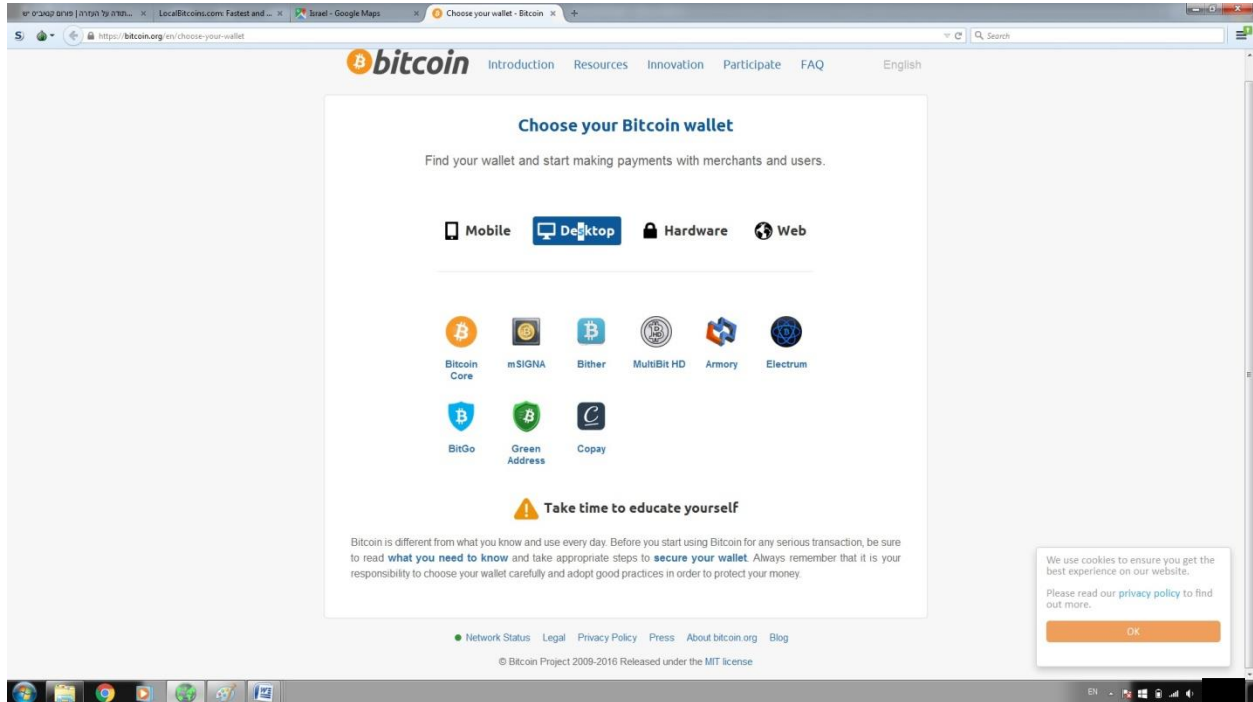 תודה על העזרה | פורום קנאביס יש...
LocalBitcoins.com: Fastest and ...
Israel - Google Maps
Choose your wallet - Bitcoin
https://bitcoin.org/en/choose-your-wallet
Search
bitcoin
Introduction Resources Innovation Participate FAQ English
Choose your Bitcoin wallet
Find your wallet and start making payments with merchants and users.
Mobile Desktop Hardware Web
Bitcoin Core
mSIGNA
Bither
MultiBit HD
Armory
Electrum
BitGo
Green Address
Copay
Take time to educate yourself
Bitcoin is different from what you know and use every day. Before you start using Bitcoin for any serious transaction, be sure
to read what you need to know and take appropriate steps to secure your wallet. Always remember that it is your
responsibility to choose your wallet carefully and adopt good practices in order to protect your money.
We use cookies to ensure you get the
best experience on our website.
Please read our privacy policy to find
out more.
OK
Network Status Legal Privacy Policy Press About bitcoin.org Blog
© Bitcoin Project 2009-2016 Released under the MIT license
EN